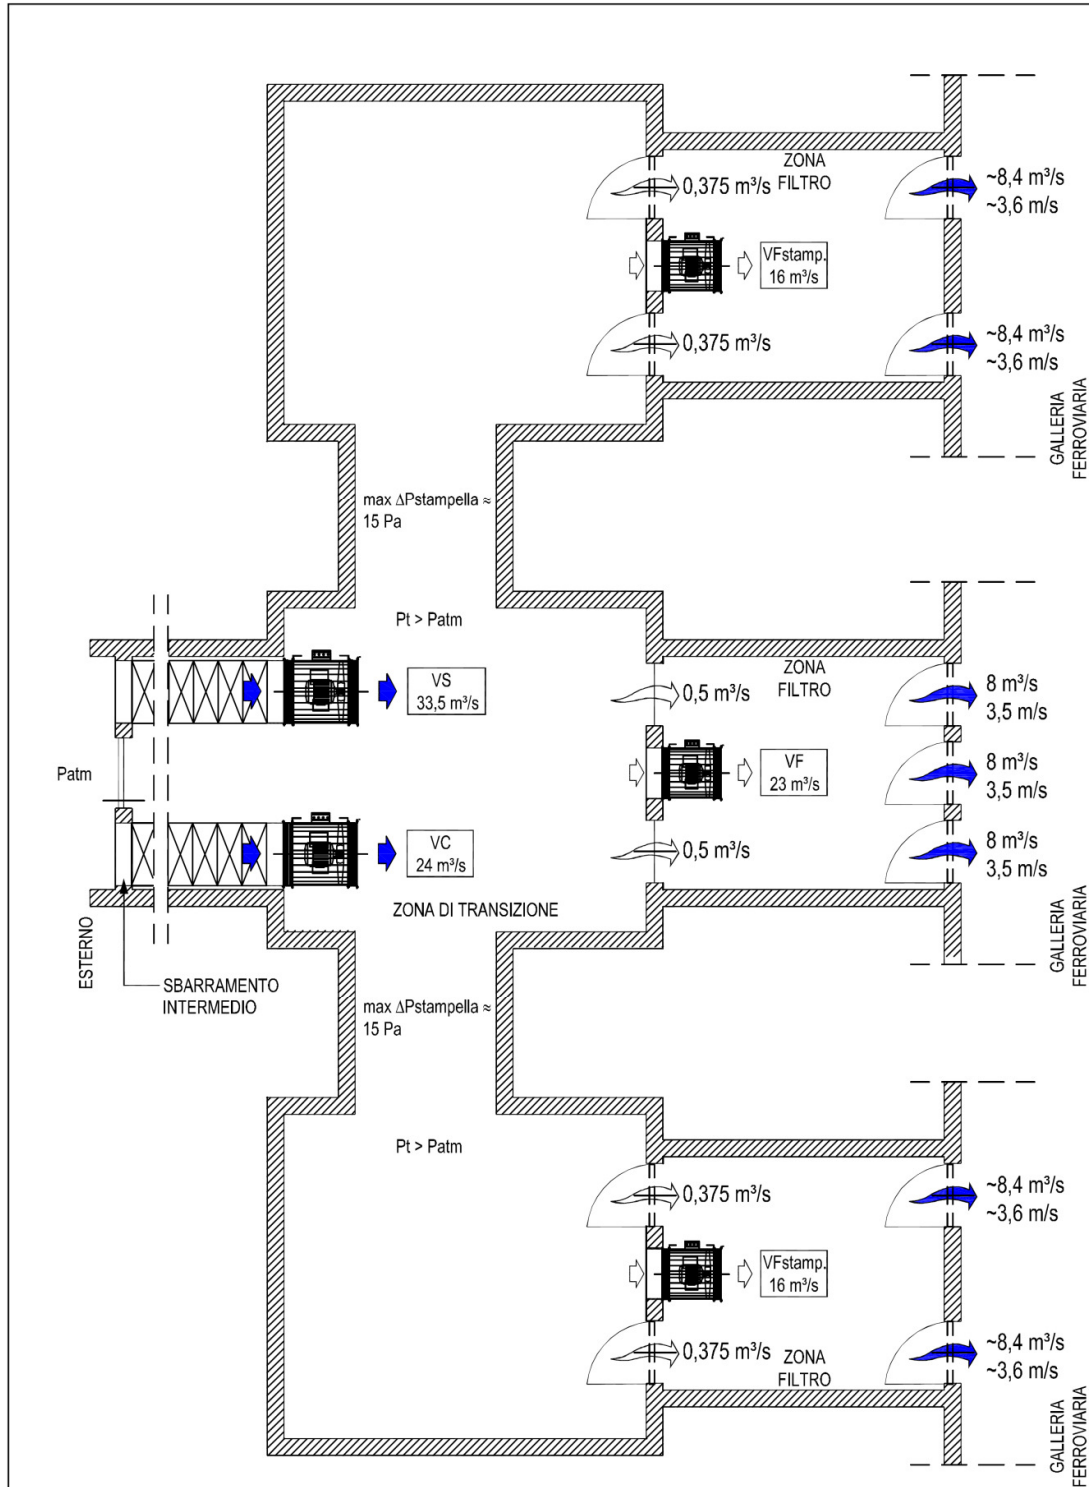 ZONA
FILTRO
0,375 m³/s
~8,4 m³/s
~3,6 m/s
VFstamp.
16 m³/s
0,375 m³/s
~8,4 m³/s
~3,6 m/s
GALLERIA
FERROVIARIA
max ΔPstampella ≈
15 Pa
Pt > Patm
VS
33,5 m³/s
ZONA
FILTRO
0,5 m³/s
8 m³/s
3,5 m/s
Patm
VF
23 m³/s
8 m³/s
3,5 m/s
VC
24 m³/s
0,5 m³/s
8 m³/s
3,5 m/s
ZONA DI TRANSIZIONE
ESTERNO
SBARRAMENTO
INTERMEDIO
GALLERIA
FERROVIARIA
max ΔPstampella ≈
15 Pa
Pt > Patm
0,375 m³/s
~8,4 m³/s
~3,6 m/s
VFstamp.
16 m³/s
0,375 m³/s
ZONA
FILTRO
~8,4 m³/s
~3,6 m/s
GALLERIA
FERROVIARIA